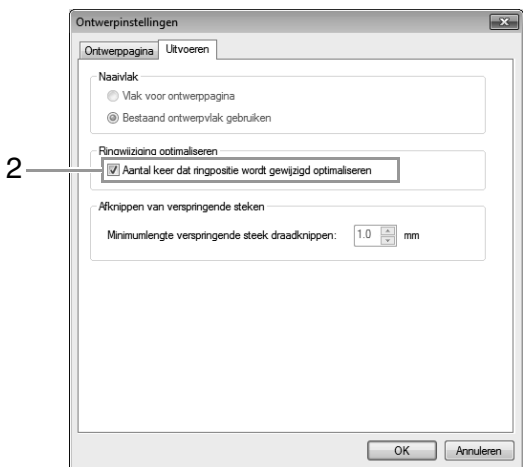 Ontwerpinstellingen
Ontwerppagina
Uitvoeren
Naaivlak
Vlak voor ontwerppagina
Bestaand ontwerpvlak gebruiken
Ringwijziging optimaliseren
2
Aantal keer dat ringpositie wordt gewijzigd optimaliseren
Afknippen van verspringende steken
Minimumlengte verspringende steek draadknippen: 1.0 mm
OK
Annuleren